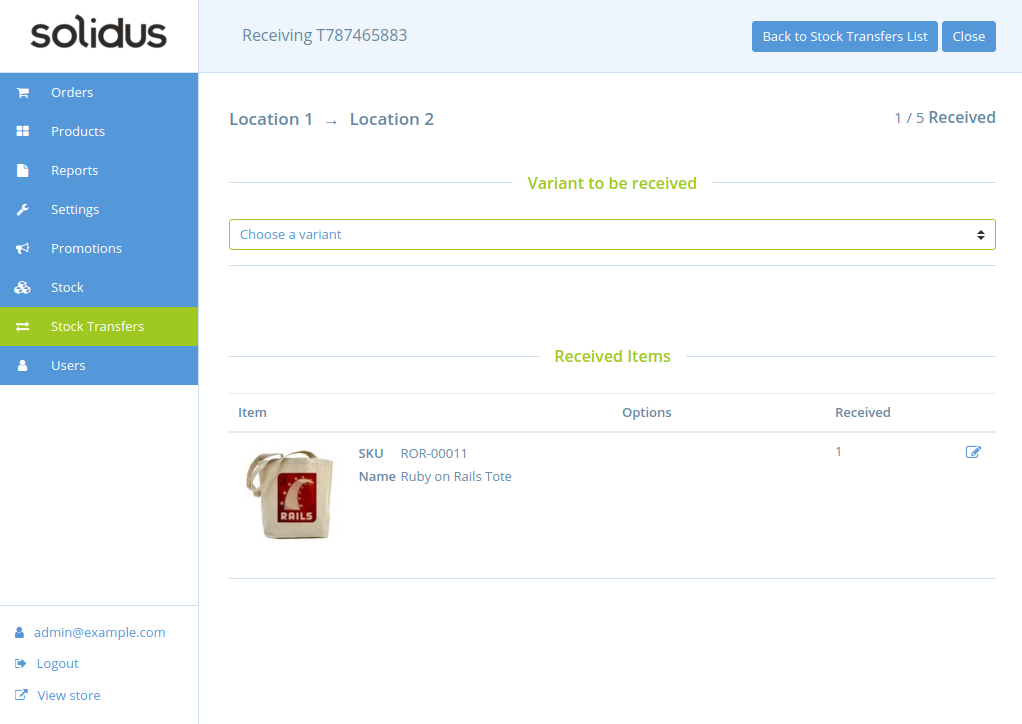 solidus
Receiving T787465883
Back to Stock Transfers List
Close
Orders
Products
Reports
Settings
Promotions
Stock
Stock Transfers
Users
admin@example.com
Logout
View store
Location 1 → Location 2
1 / 5 Received
Variant to be received
Choose a variant
Received Items
Item Options Received
RAILS
SKU ROR-00011
Name Ruby on Rails Tote
1